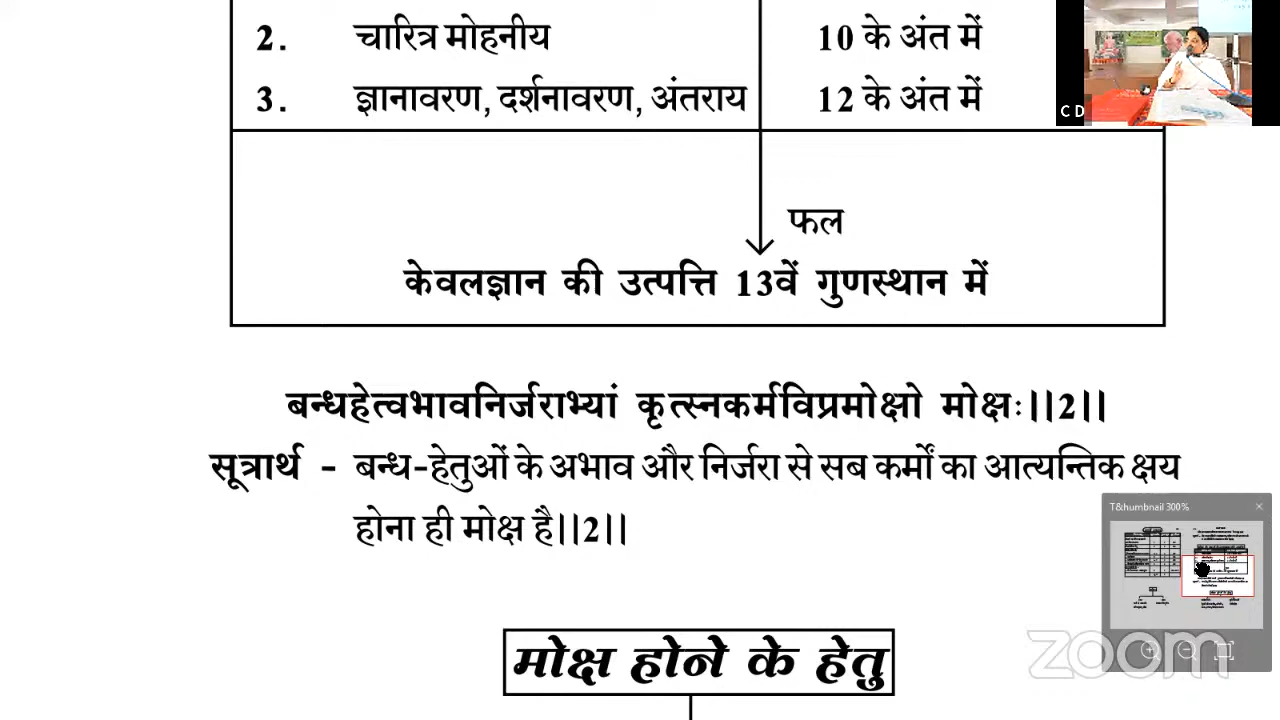 2. चारित्र मोहनीय 10 के अंत में
3. ज्ञानावरण, दर्शनावरण, अंतराय 12 के अंत में
C D
फल
केवलज्ञान की उत्पत्ति 13वें गुणस्थान में
बन्धहेत्वभावनिर्जराभ्यां कृत्स्नकर्मविप्रमोक्षो मोक्षः||2||
सूत्रार्थ - बन्ध-हेतुओं के अभाव और निर्जरा से सब कर्मों का आत्यन्तिक क्षय
होना ही मोक्ष है||2||
T&humbnail 300%
zoom
मोक्ष होने के हेतु